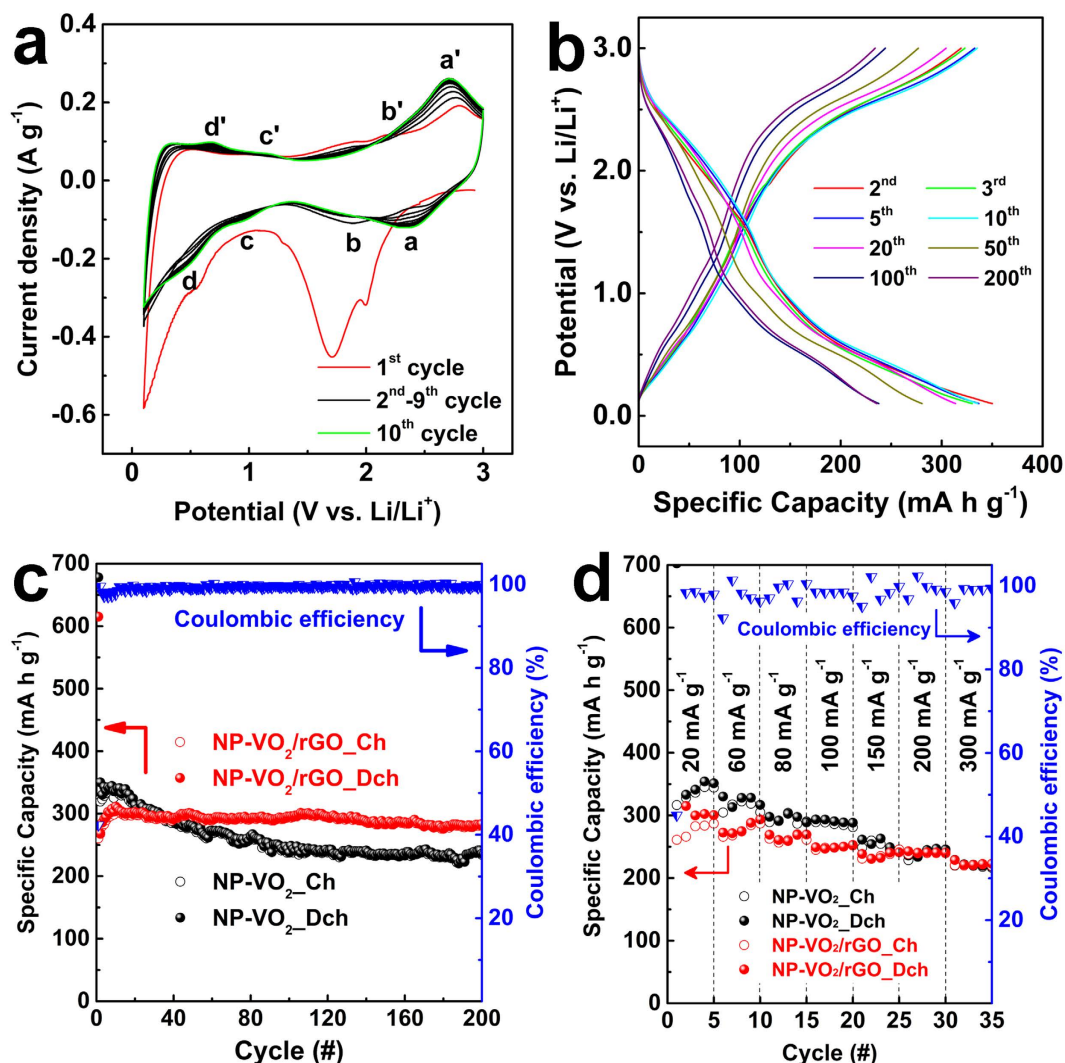 a
0.4
0.2
0.0
-0.2
-0.4
-0.6
Current density (A g⁻¹)
a'
b'
c'
d'
a
b
c
d
1ˢᵗ cycle
2ⁿᵈ-9ᵗʰ cycle
10ᵗʰ cycle
0 1 2 3
Potential (V vs. Li/Li⁺)
b
3.0
2.0
1.0
0.0
Potential (V vs. Li/Li⁺)
2ⁿᵈ 3ʳᵈ
5ᵗʰ 10ᵗʰ
20ᵗʰ 50ᵗʰ
100ᵗʰ 200ᵗʰ
0 100 200 300 400
Specific Capacity (mA h g⁻¹)
c
700
600
500
400
300
200
100
0
Specific Capacity (mA h g⁻¹)
Coulombic efficiency
NP-VO₂/rGO_Ch
NP-VO₂/rGO_Dch
NP-VO₂_Ch
NP-VO₂_Dch
100
80
60
40
20
Coulombic efficiency (%)
0 40 80 120 160 200
Cycle (#)
d
700
600
500
400
300
200
100
0
Specific Capacity (mA h g⁻¹)
Coulombic efficiency
20 mA g⁻¹
60 mA g⁻¹
80 mA g⁻¹
100 mA g⁻¹
150 mA g⁻¹
200 mA g⁻¹
300 mA g⁻¹
NP-VO₂_Ch
NP-VO₂_Dch
NP-VO₂/rGO_Ch
NP-VO₂/rGO_Dch
100
80
60
40
20
Coulombic efficiency (%)
0 5 10 15 20 25 30 35
Cycle (#)